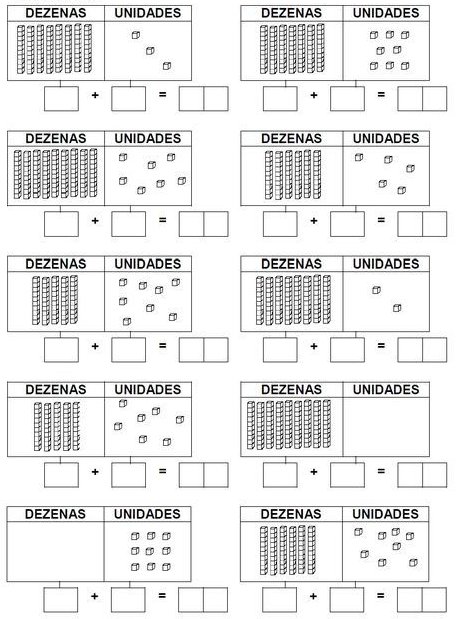 DEZENAS UNIDADES DEZENAS UNIDADES
+ = + =
DEZENAS UNIDADES DEZENAS UNIDADES
+ = + =
DEZENAS UNIDADES DEZENAS UNIDADES
+ = + =
DEZENAS UNIDADES DEZENAS UNIDADES
+ = + =
DEZENAS UNIDADES DEZENAS UNIDADES
+ = + =